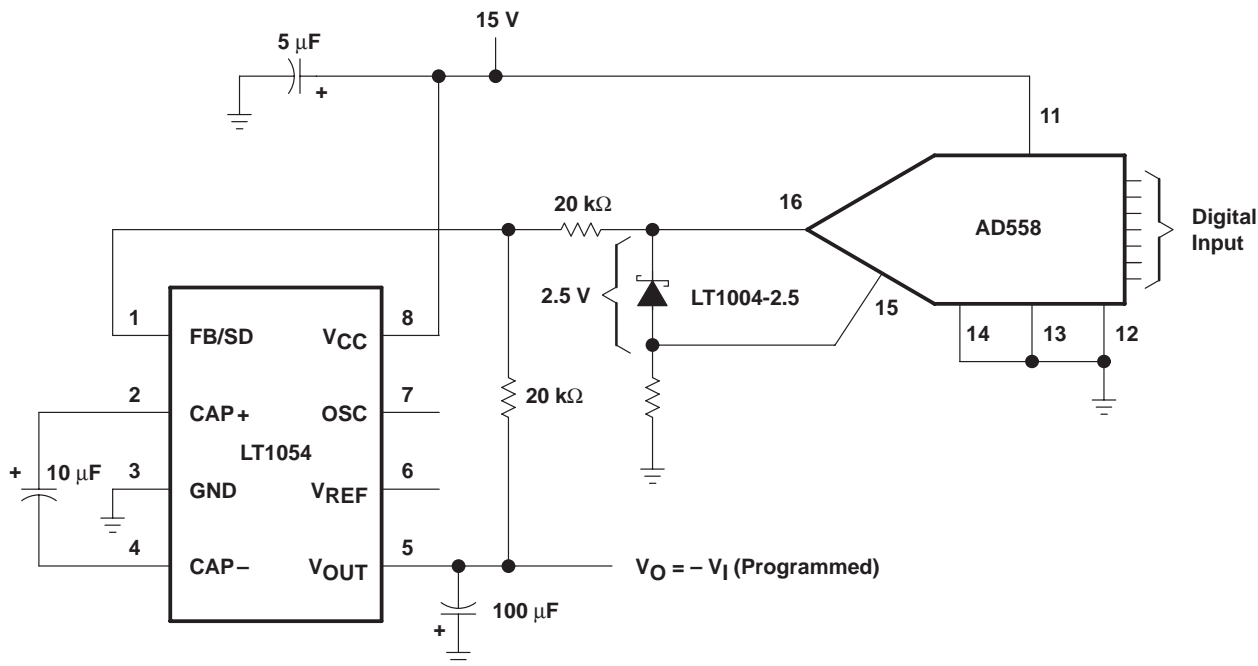 15 V
5 μF
+
11
20 kΩ
16
AD558
Digital
Input
2.5 V
LT1004-2.5
15
14
13
12
1
FB/SD
VCC
8
2
CAP+
OSC
7
20 kΩ
LT1054
+
10 μF
3
GND
VREF
6
4
CAP–
VOUT
5
VO = – VI (Programmed)
100 μF
+